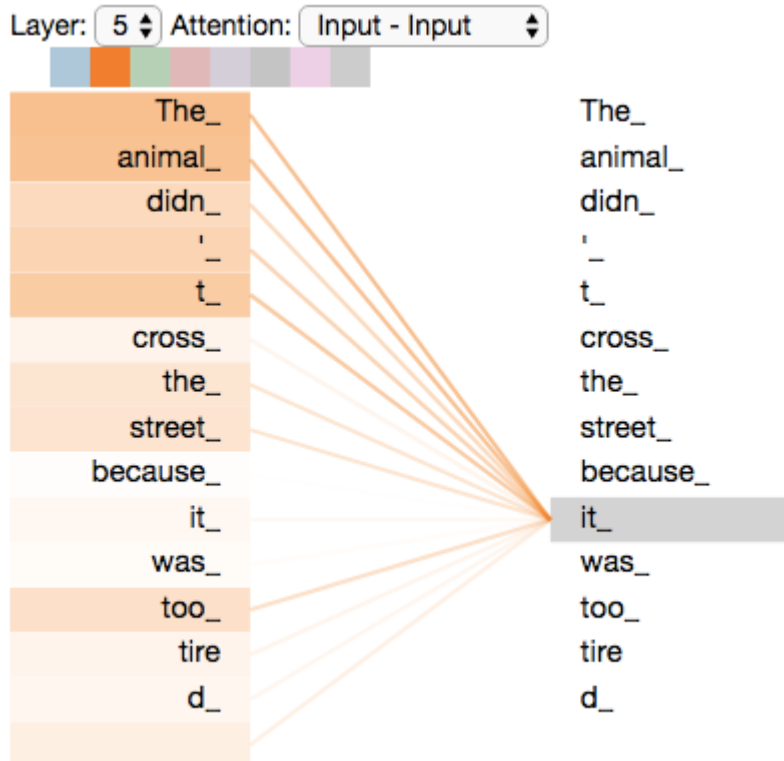 Layer: 5 Attention: Input - Input
The_ The_
animal_ animal_
didn_ didn_
'_ '_
t_ t_
cross_ cross_
the_ the_
street_ street_
because_ because_
it_ it_
was_ was_
too_ too_
tire tire
d_ d_